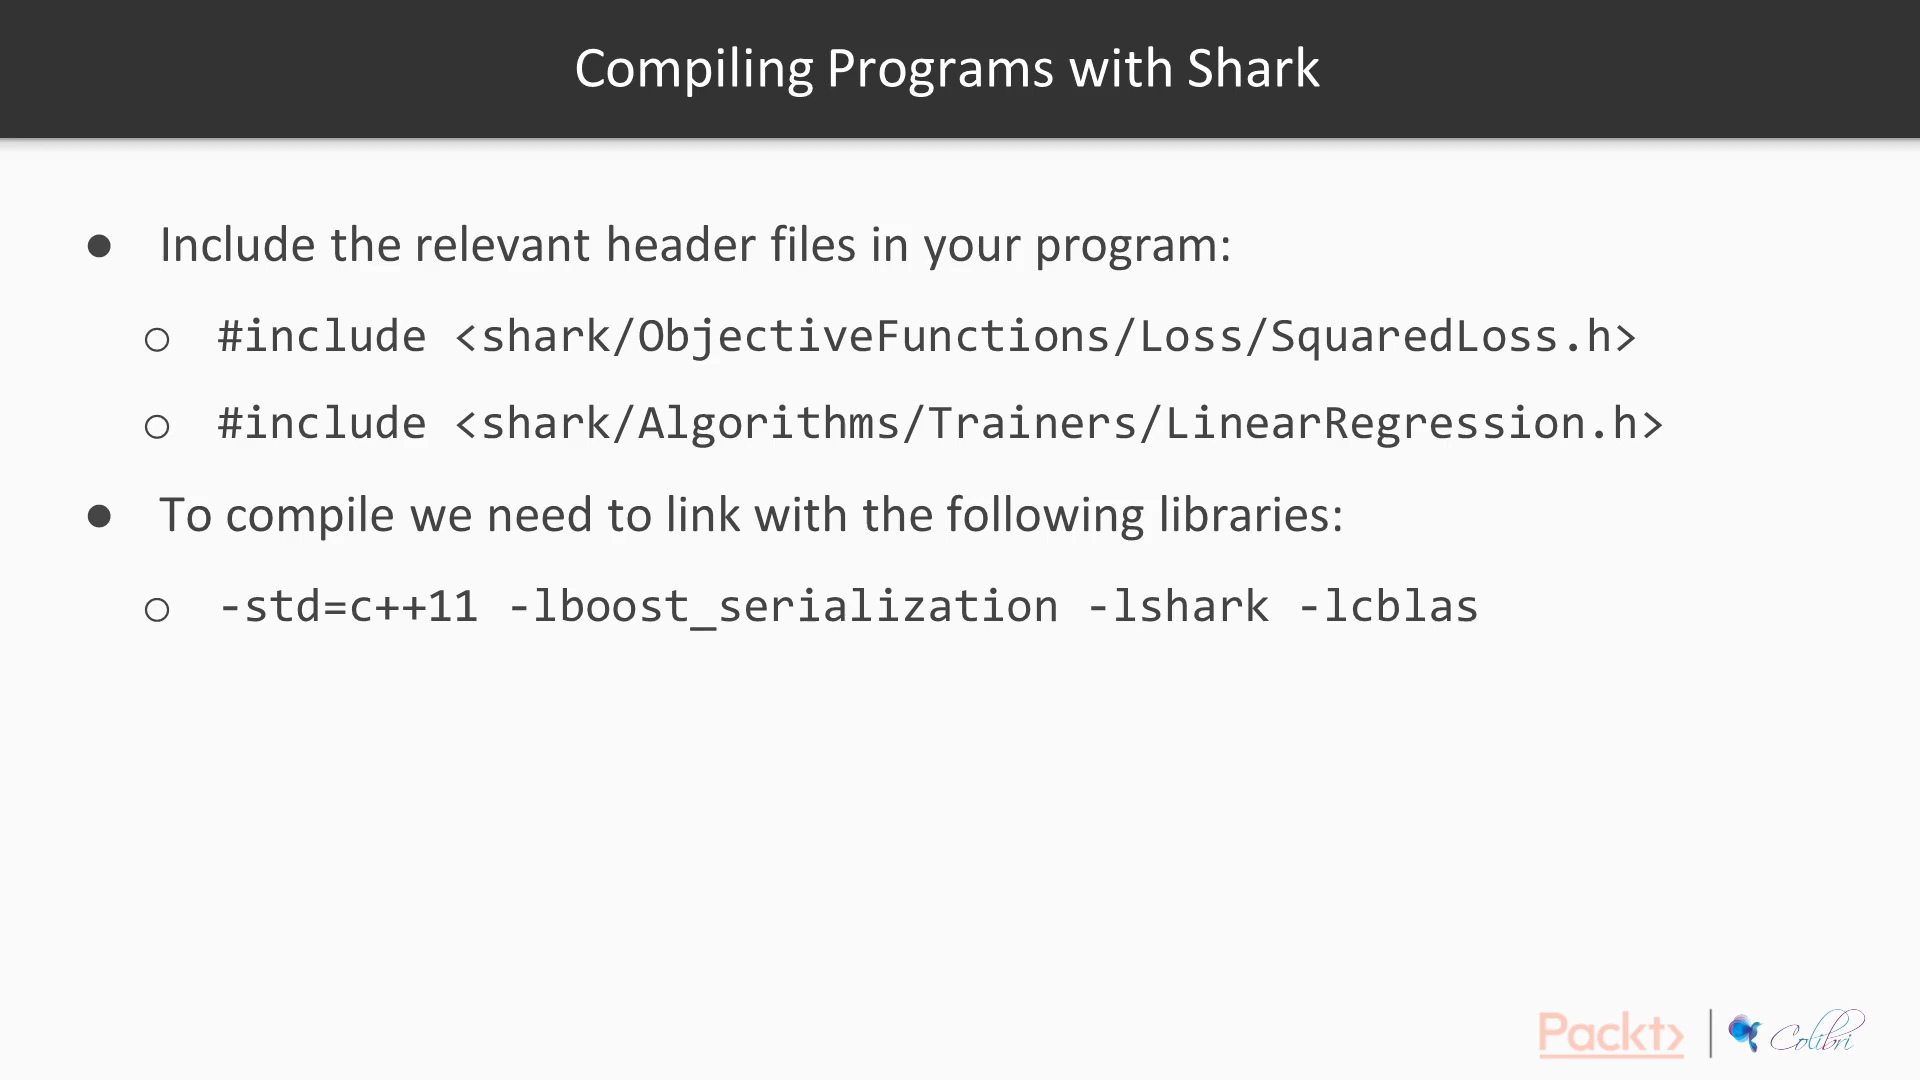 Compiling Programs with Shark
● Include the relevant header files in your program:
○ #include <shark/ObjectiveFunctions/Loss/SquaredLoss.h>
○ #include <shark/Algorithms/Trainers/LinearRegression.h>
● To compile we need to link with the following libraries:
○ -std=c++11 -lboost_serialization -lshark -lcblas
Packt> | Colibri